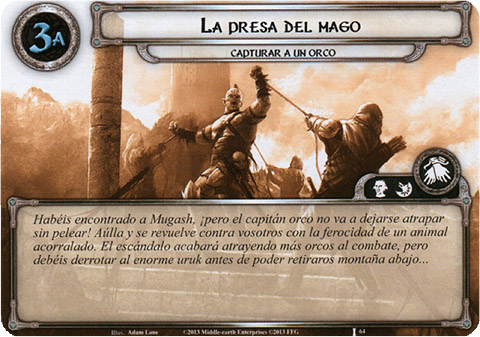 3A
La presa del mago
capturar a un orco
Habéis encontrado a Mugash, ¡pero el capitán orco no va a dejarse atrapar
sin pelear! Aúlla y se revuelve contra vosotros con la ferocidad de un animal
acorralado. El escándalo acabará atrayendo más orcos al combate, pero
debéis derrotar al enorme uruk antes de poder retiraros montaña abajo...
Illus. Adam Lane ©2013 Middle-earth Enterprises ©2013 FFG 64